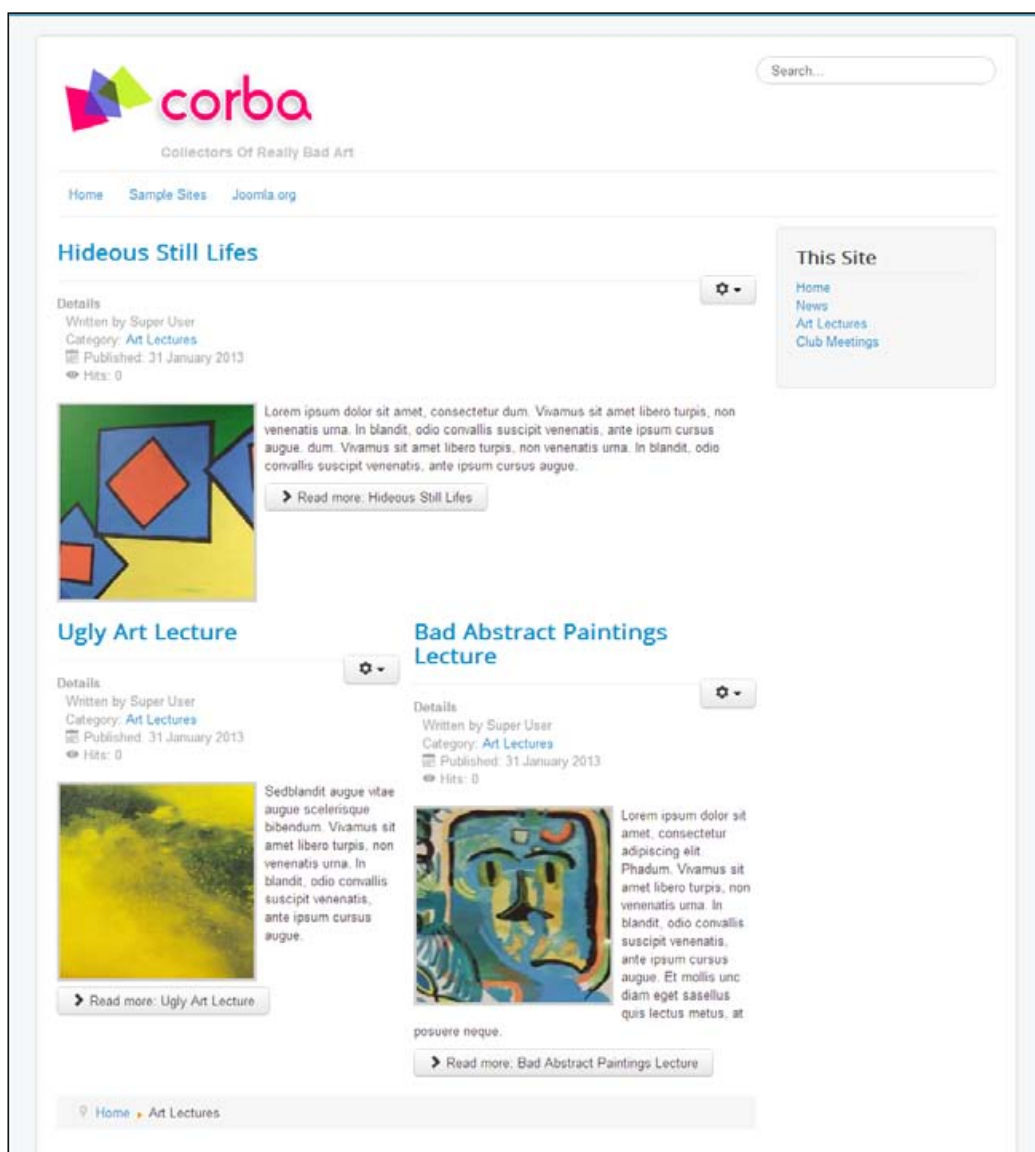 Search...
corba
Collectors Of Really Bad Art
Home Sample Sites Joomla.org
Hideous Still Lifes
Details
Written by Super User
Category: Art Lectures
Published: 31 January 2013
Hits: 0
Lorem ipsum dolor sit amet, consectetur dum. Vivamus sit amet libero turpis, non
venenatis urna. In blandit, odio convallis suscipit venenatis, ante ipsum cursus
augue. dum. Vivamus sit amet libero turpis, non venenatis urna. In blandit, odio
convallis suscipit venenatis, ante ipsum cursus augue.
Read more: Hideous Still Lifes
Ugly Art Lecture
Details
Written by Super User
Category: Art Lectures
Published: 31 January 2013
Hits: 0
Sedblandit augue vitae
augue scelerisque
bibendum. Vivamus sit
amet libero turpis, non
venenatis urna. In
blandit, odio convallis
suscipit venenatis,
ante ipsum cursus
augue.
Read more: Ugly Art Lecture
Bad Abstract Paintings
Lecture
Details
Written by Super User
Category: Art Lectures
Published: 31 January 2013
Hits: 0
Lorem ipsum dolor sit
amet, consectetur
adipiscing elit.
Phadum. Vivamus sit
amet libero turpis, non
venenatis urna. In
blandit, odio convallis
suscipit venenatis,
ante ipsum cursus
augue. Et mollis unc
diam eget sasellus
quis lectus metus, at
posuere neque.
Read more: Bad Abstract Paintings Lecture
Home Art Lectures
This Site
Home
News
Art Lectures
Club Meetings